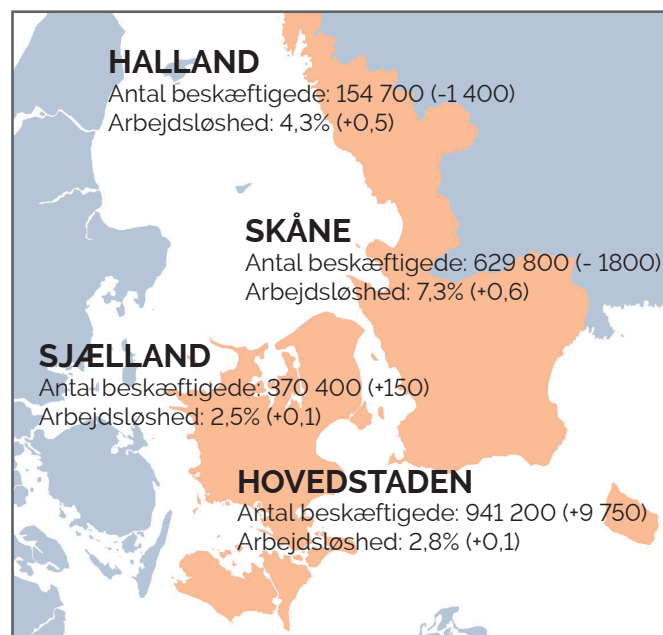 HALLAND
Antal beskæftigede: 154 700 (-1 400)
Arbejdsløshed: 4,3% (+0,5)
SKÅNE
Antal beskæftigede: 629 800 (- 1800)
Arbejdsløshed: 7,3% (+0,6)
SJÆLLAND
Antal beskæftigede: 370 400 (+150)
Arbejdsløshed: 2,5% (+0,1)
HOVEDSTADEN
Antal beskæftigede: 941 200 (+9 750)
Arbejdsløshed: 2,8% (+0,1)